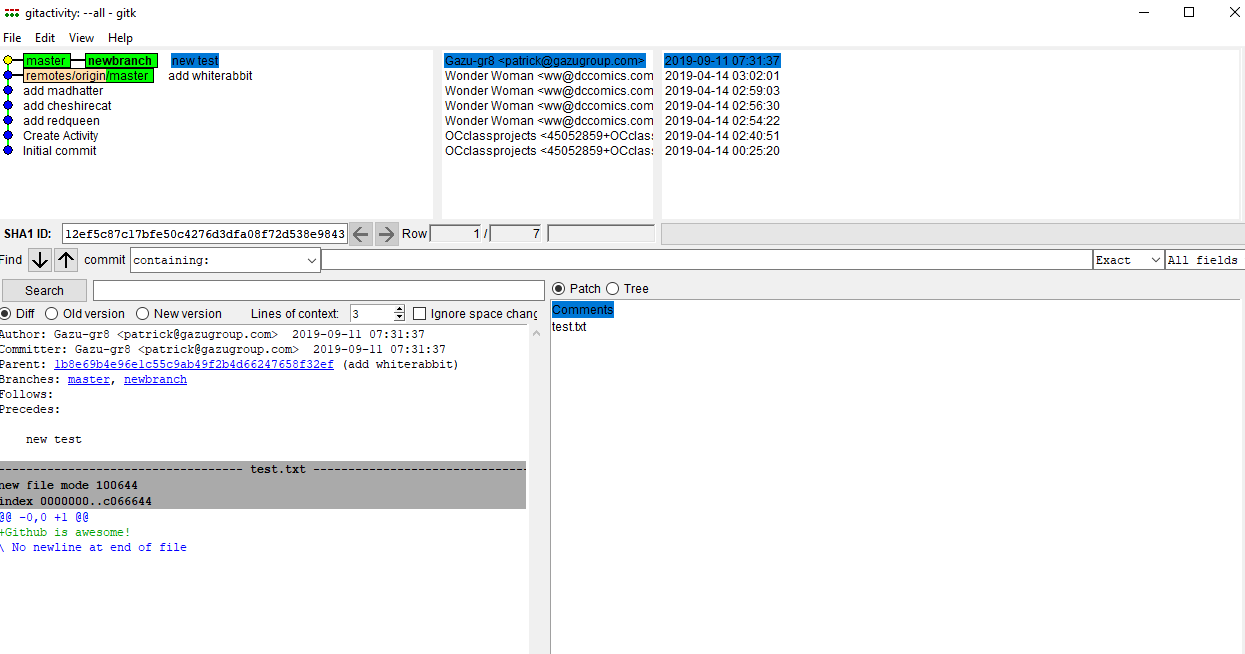 gitactivity: --all - gitk
File Edit View Help
master newbranch new test Gazu-gr8 <patrick@gazugroup.com> 2019-09-11 07:31:37
remotes/origin/master add whiterabbit Wonder Woman <ww@dccomics.com 2019-04-14 03:02:01
add madhatter Wonder Woman <ww@dccomics.com 2019-04-14 02:59:03
add cheshirecat Wonder Woman <ww@dccomics.com 2019-04-14 02:56:30
add redqueen Wonder Woman <ww@dccomics.com 2019-04-14 02:54:22
Create Activity OCclassprojects <45052859+OCclass 2019-04-14 02:40:51
Initial commit OCclassprojects <45052859+OCclass 2019-04-14 00:25:20
SHA1 ID: 12ef5c87c17bfe50c4276d3dfa08f72d538e9843 Row 1 / 7
Find commit containing: Exact All fields
Search
Patch Tree
Diff Old version New version Lines of context: 3 Ignore space chang
Comments
test.txt
Author: Gazu-gr8 <patrick@gazugroup.com> 2019-09-11 07:31:37
Committer: Gazu-gr8 <patrick@gazugroup.com> 2019-09-11 07:31:37
Parent: 1b8e69b4e96e1c55c9ab49f2b4d66247658f32ef (add whiterabbit)
Branches: master, newbranch
Follows:
Precedes:
new test
---------------------------------- test.txt ----------------------------------
new file mode 100644
index 0000000..c066644
@@ -0,0 +1 @@
+Github is awesome!
\ No newline at end of file